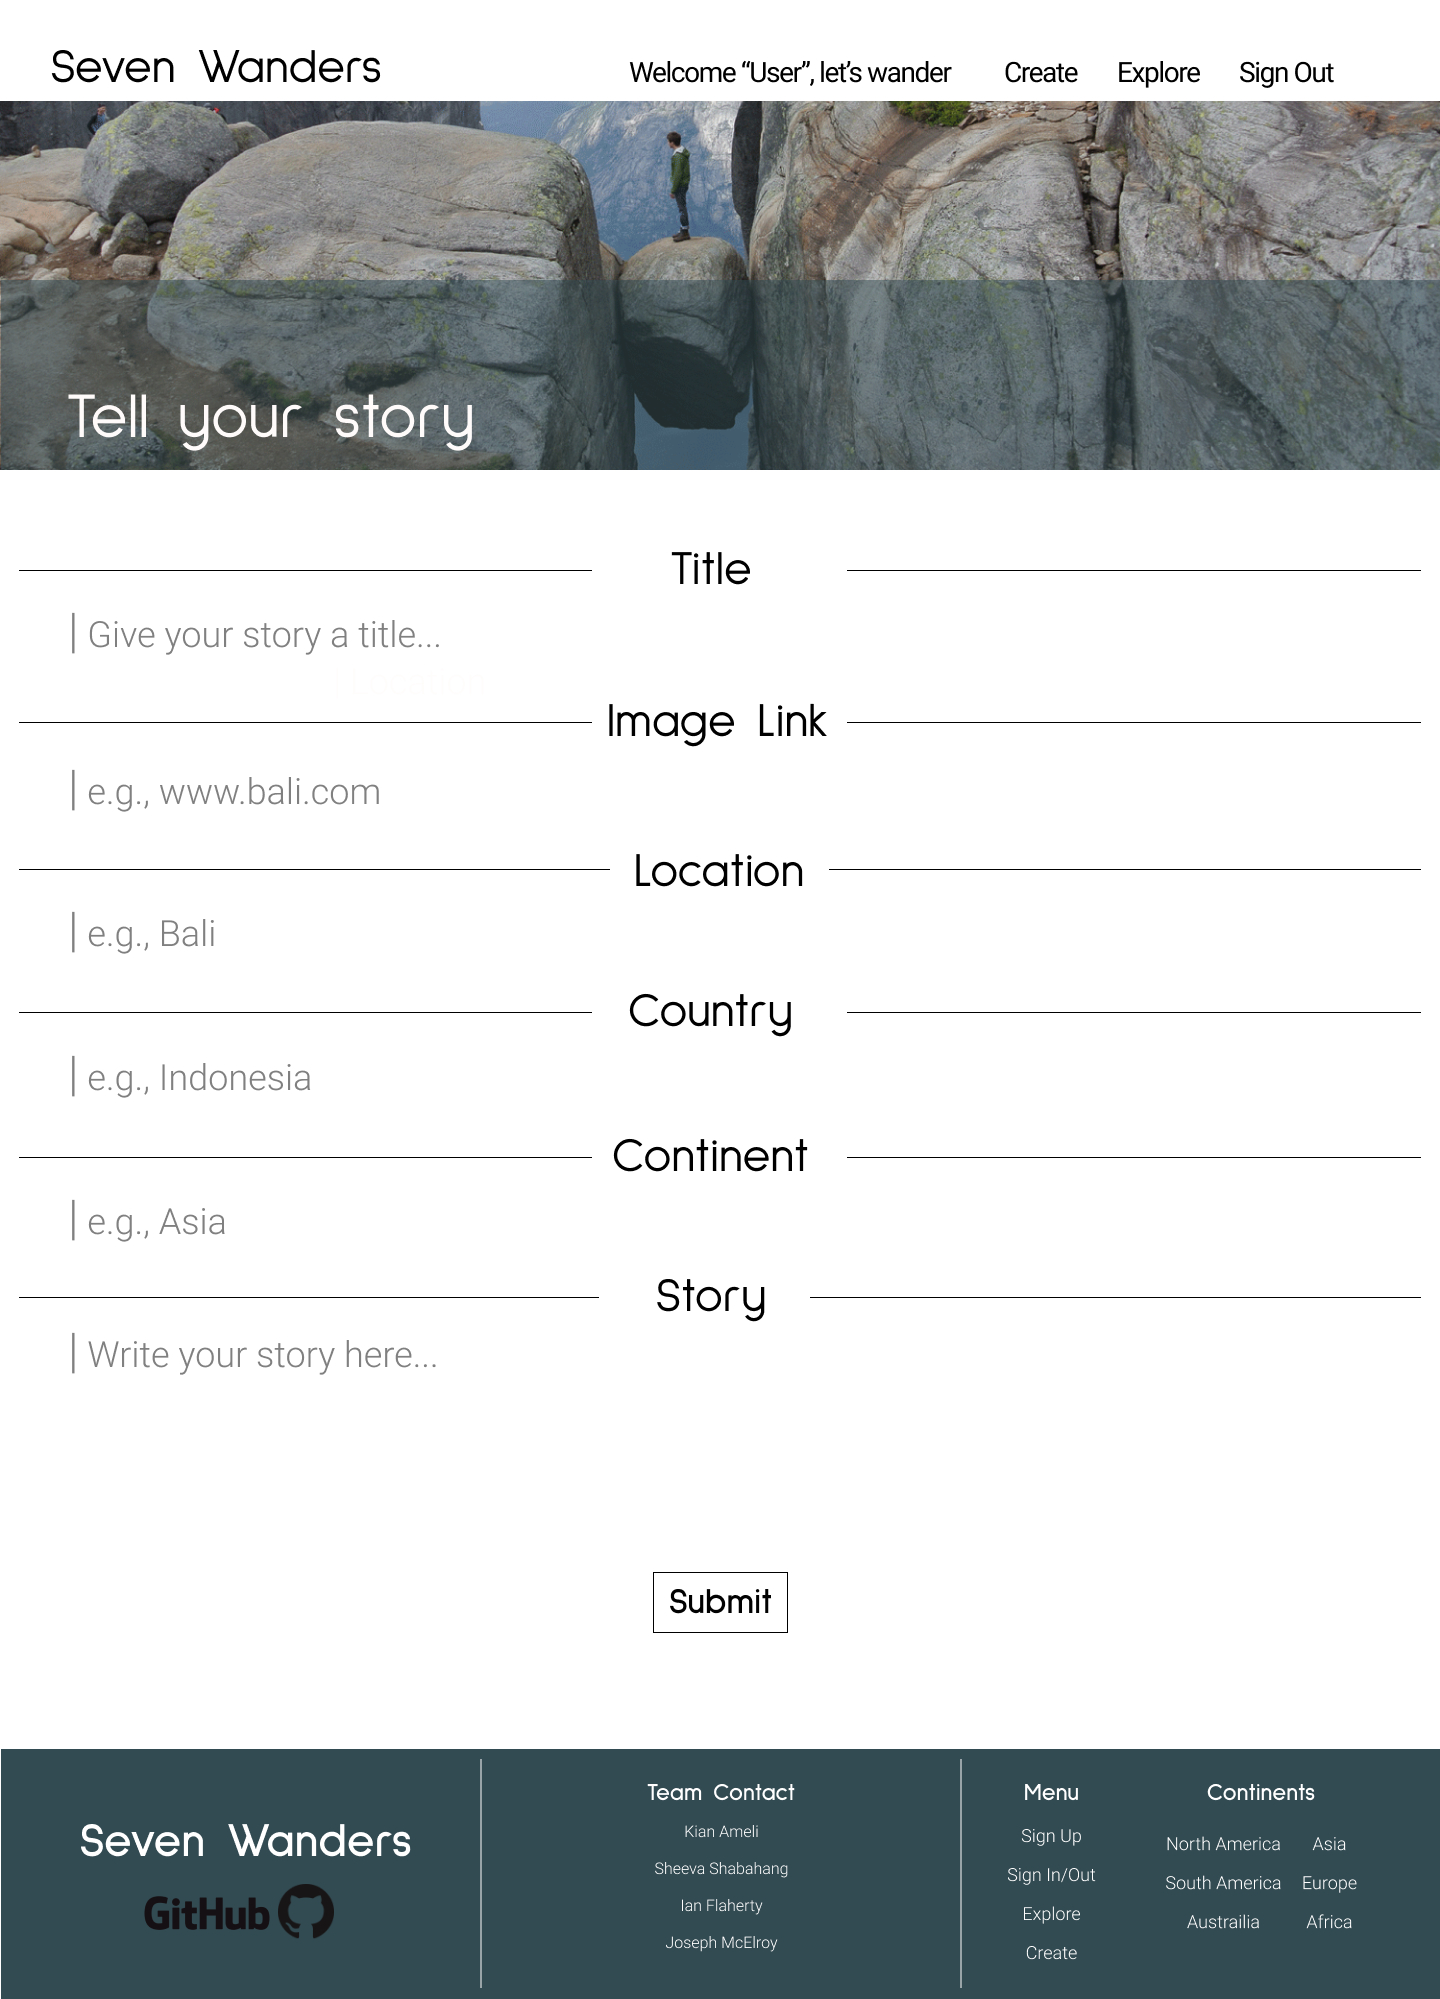 Seven Wanders
Welcome “User”, let’s wander
Create
Explore
Sign Out
Tell your story
Title
Give your story a title...
Image Link
e.g., www.bali.com
Location
e.g., Bali
Country
e.g., Indonesia
Continent
e.g., Asia
Story
Write your story here...
Submit
Seven Wanders
GitHub
Team Contact
Kian Ameli
Sheeva Shabahang
Ian Flaherty
Joseph McElroy
Menu
Sign Up
Sign In/Out
Explore
Create
Continents
North America
Asia
South America
Europe
Austrailia
Africa